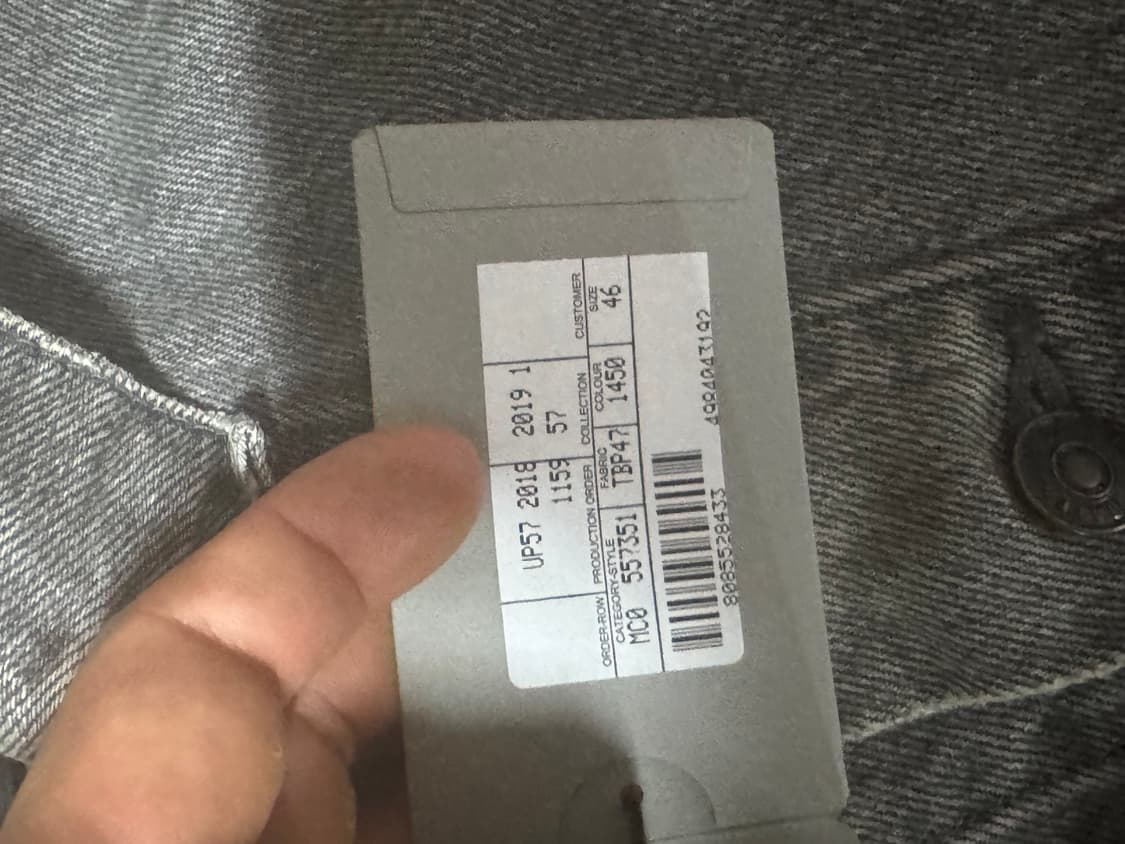 UP57 2018 2019 1
1159 57
ORDER-ROW PRODUCTION ORDER COLLECTION CUSTOMER
CATEGORY-STYLE FABRIC COLOUR SIZE
MC0 557351 TBP47 1450 46
8085528433 4984043192